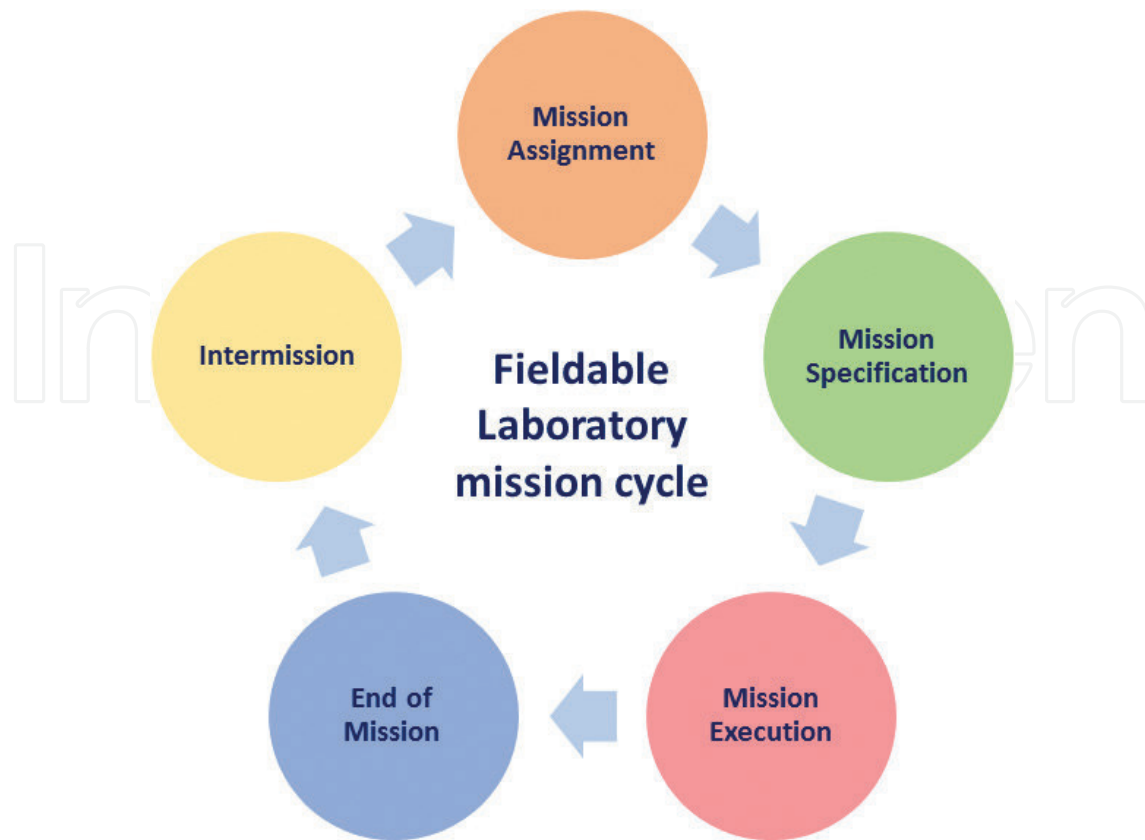 Mission
Assignment
Mission
Specification
Mission
Execution
End of
Mission
Intermission
Fieldable
Laboratory
mission cycle